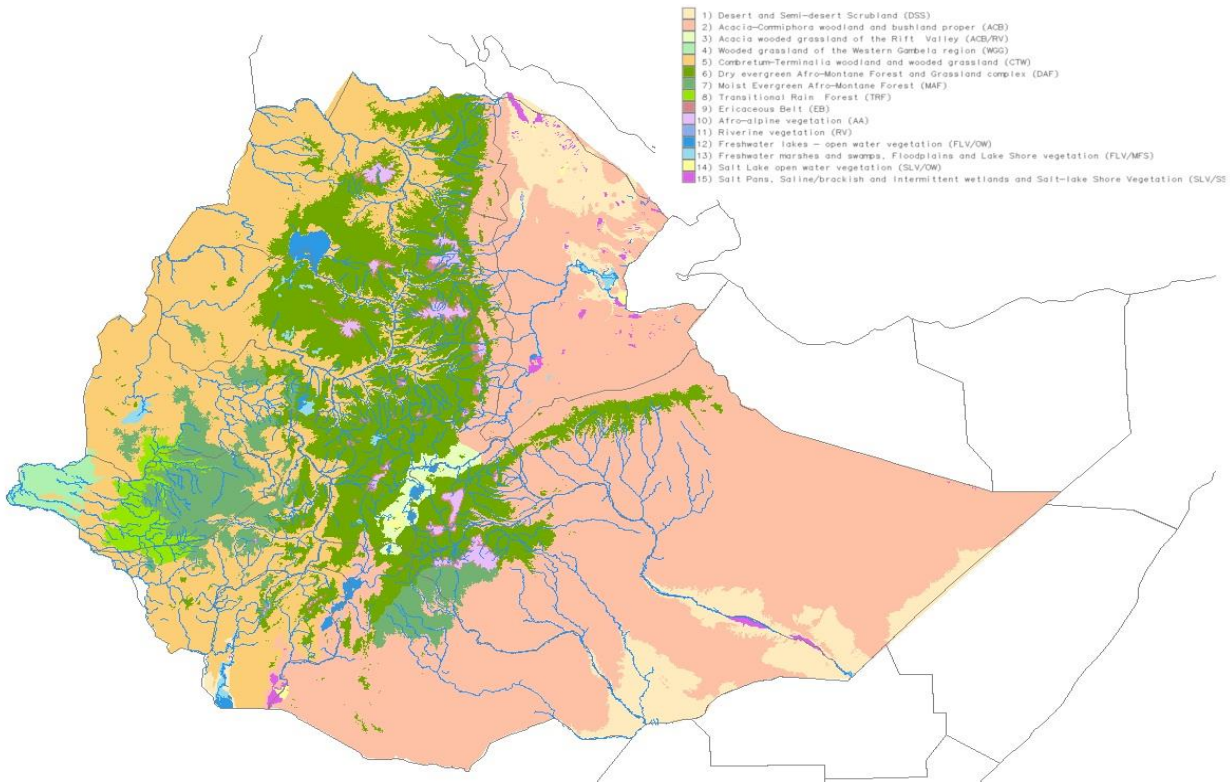 1) Desert and Semi-desert Scrubland (DSS)
2) Acacia-Commiphora woodland and bushland proper (ACB)
3) Acacia wooded grassland of the Rift Valley (ACB/RV)
4) Wooded grassland of the Western Gambela region (WGG)
5) Combretum-Terminalia woodland and wooded grassland (CTW)
6) Dry evergreen Afro-Montane Forest and Grassland complex (DAF)
7) Moist Evergreen Afro-Montane Forest (MAF)
8) Transitional Rain Forest (TRF)
9) Ericaceous Belt (EB)
10) Afro-alpine vegetation (AA)
11) Riverine vegetation (RV)
12) Freshwater lakes - open water vegetation (FLV/OW)
13) Freshwater marshes and swamps, Floodplains and Lake Shore vegetation (FLV/MFS)
14) Salt Lake open water vegetation (SLV/OW)
15) Salt Pans, Saline/brackish and Intermittent wetlands and Salt-lake Shore Vegetation (SLV/SS